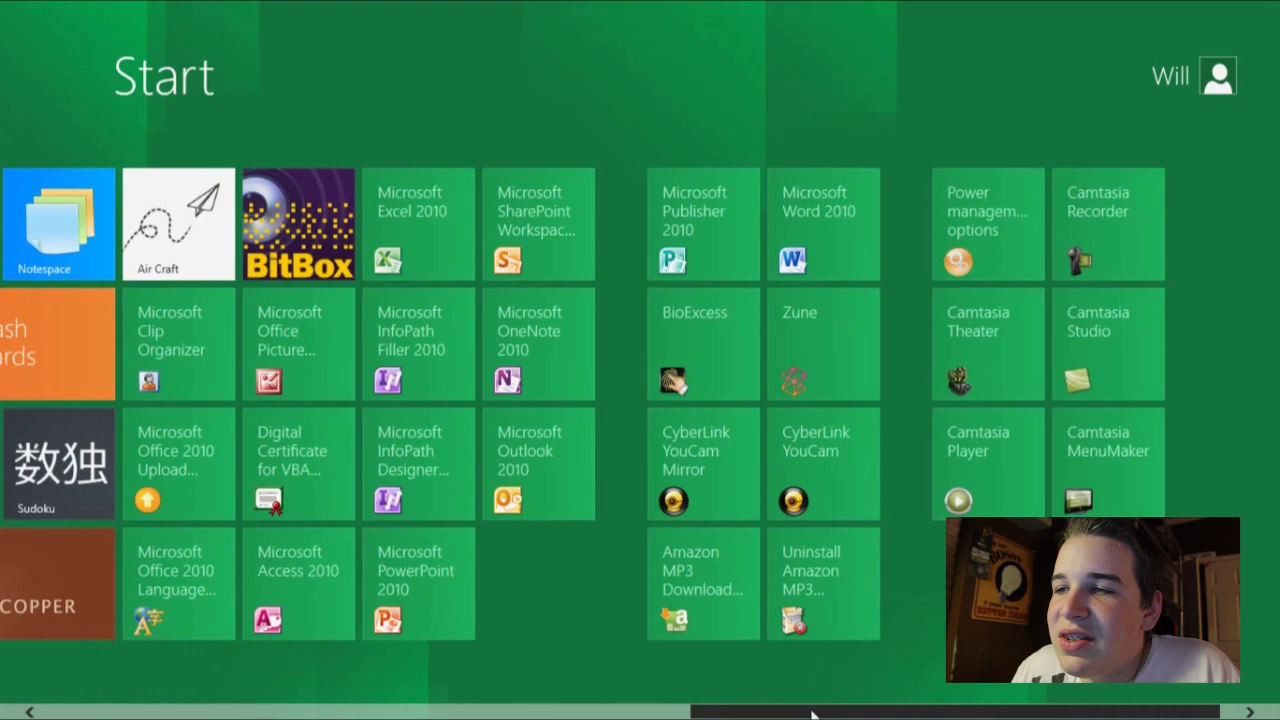 Start
Will
Notespace
Air Craft
BitBox
Microsoft
Excel 2010
Microsoft
SharePoint
Workspac...
Microsoft
Publisher
2010
Microsoft
Word 2010
Power
managem...
options
Camtasia
Recorder
ash
ards
Microsoft
Clip
Organizer
Microsoft
Office
Picture...
Microsoft
InfoPath
Filler 2010
Microsoft
OneNote
2010
BioExcess
Zune
Camtasia
Theater
Camtasia
Studio
数独
Sudoku
Microsoft
Office 2010
Upload...
Digital
Certificate
for VBA...
Microsoft
InfoPath
Designer...
Microsoft
Outlook
2010
CyberLink
YouCam
Mirror
CyberLink
YouCam
Camtasia
Player
Camtasia
MenuMaker
COPPER
Microsoft
Office 2010
Language...
Microsoft
Access 2010
Microsoft
PowerPoint
2010
Amazon
MP3
Download...
Uninstall
Amazon
MP3...